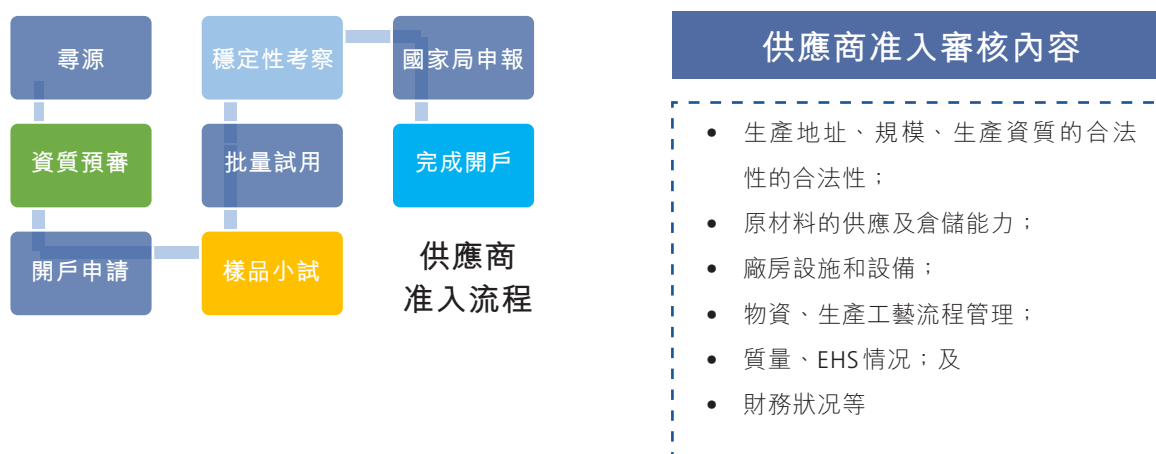 尋源
穩定性考察
國家局申報
資質預審
批量試用
完成開戶
開戶申請
樣品小試
供應商
准入流程
供應商准入審核內容
• 生產地址、規模、生產資質的合法
性的合法性；
• 原材料的供應及倉儲能力；
• 廠房設施和設備；
• 物資、生產工藝流程管理；
• 質量、EHS情況；及
• 財務狀況等